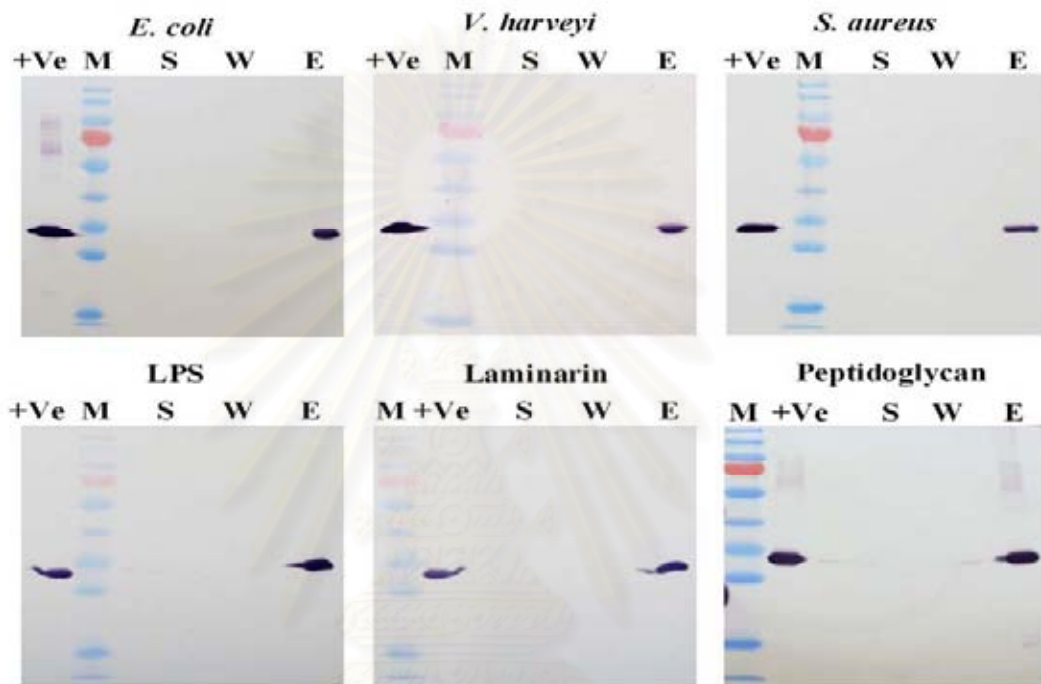 E. coli V. harveyi S. aureus
+Ve M S W E +Ve M S W E +Ve M S W E
LPS Laminarin Peptidoglycan
+Ve M S W E M +Ve S W E M +Ve S W E